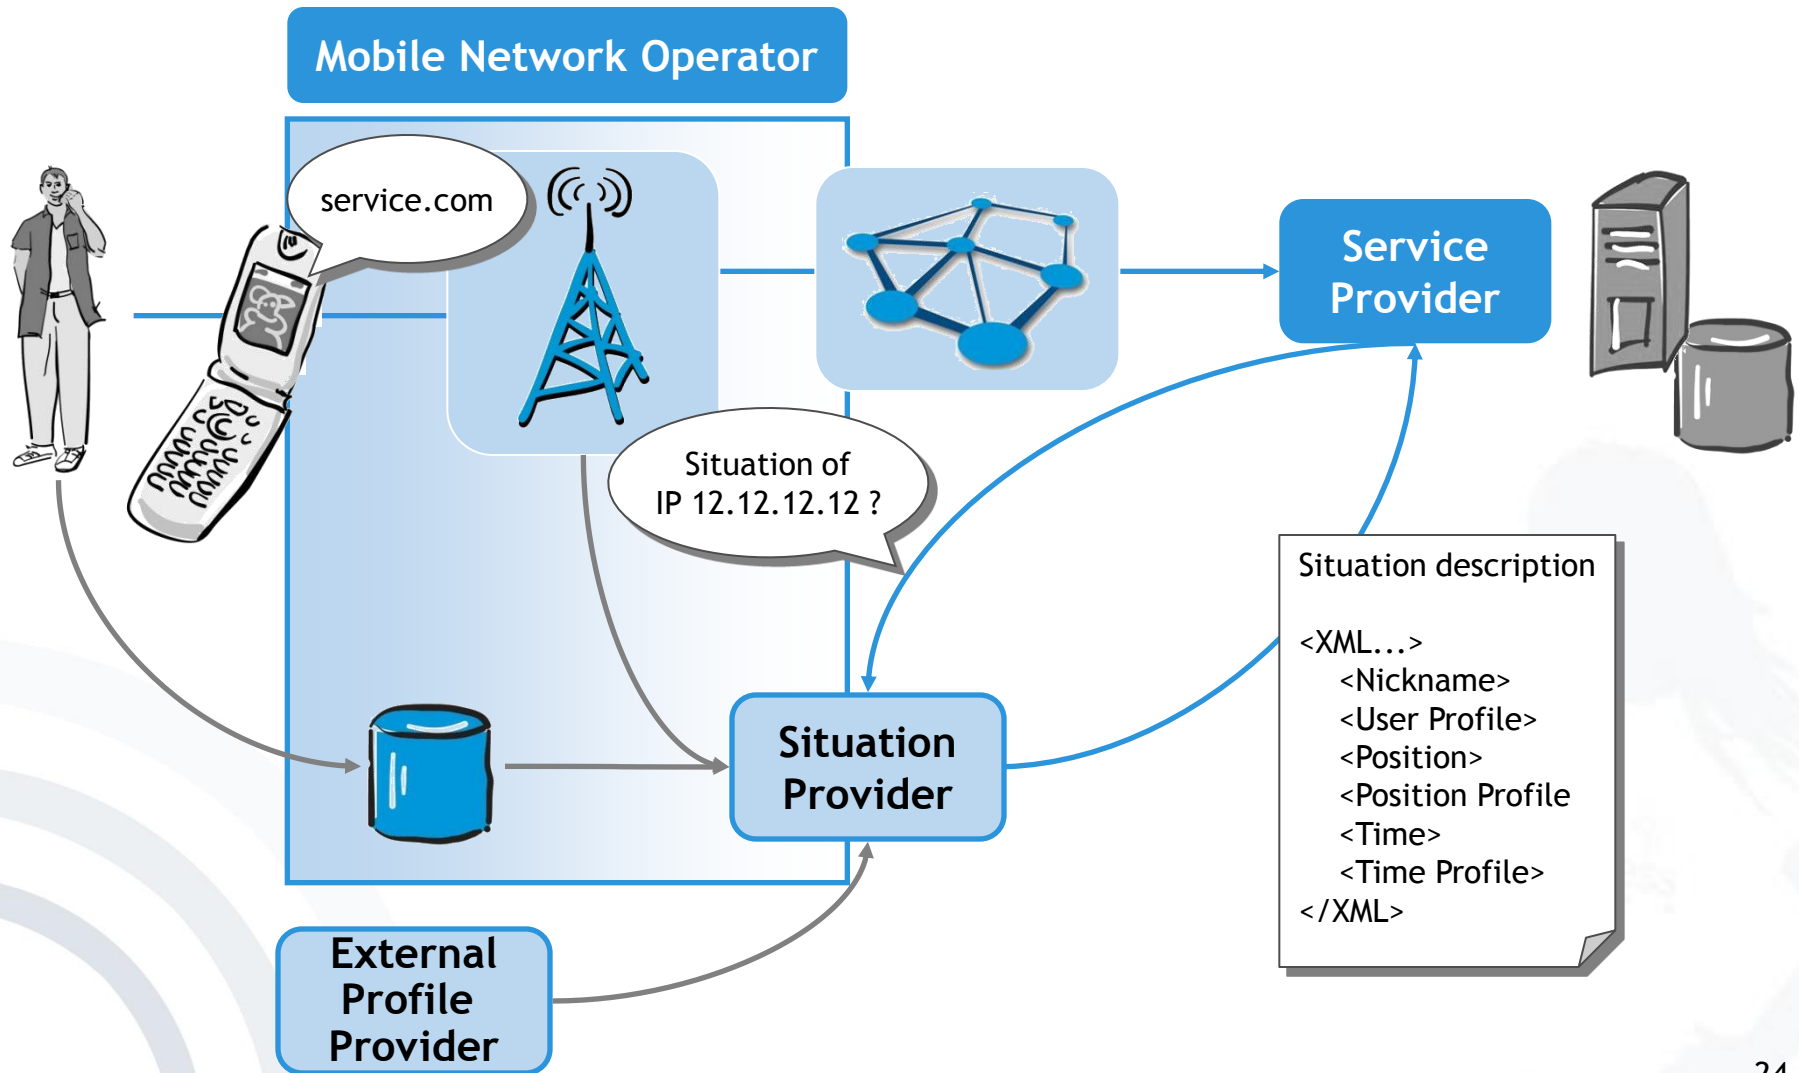 Mobile Network Operator
service.com
Service
Provider
Situation of
IP 12.12.12.12 ?
Situation description
<XML...>
<Nickname>
<User Profile>
<Position>
<Position Profile
<Time>
<Time Profile>
</XML>
Situation
Provider
External
Profile
Provider
24